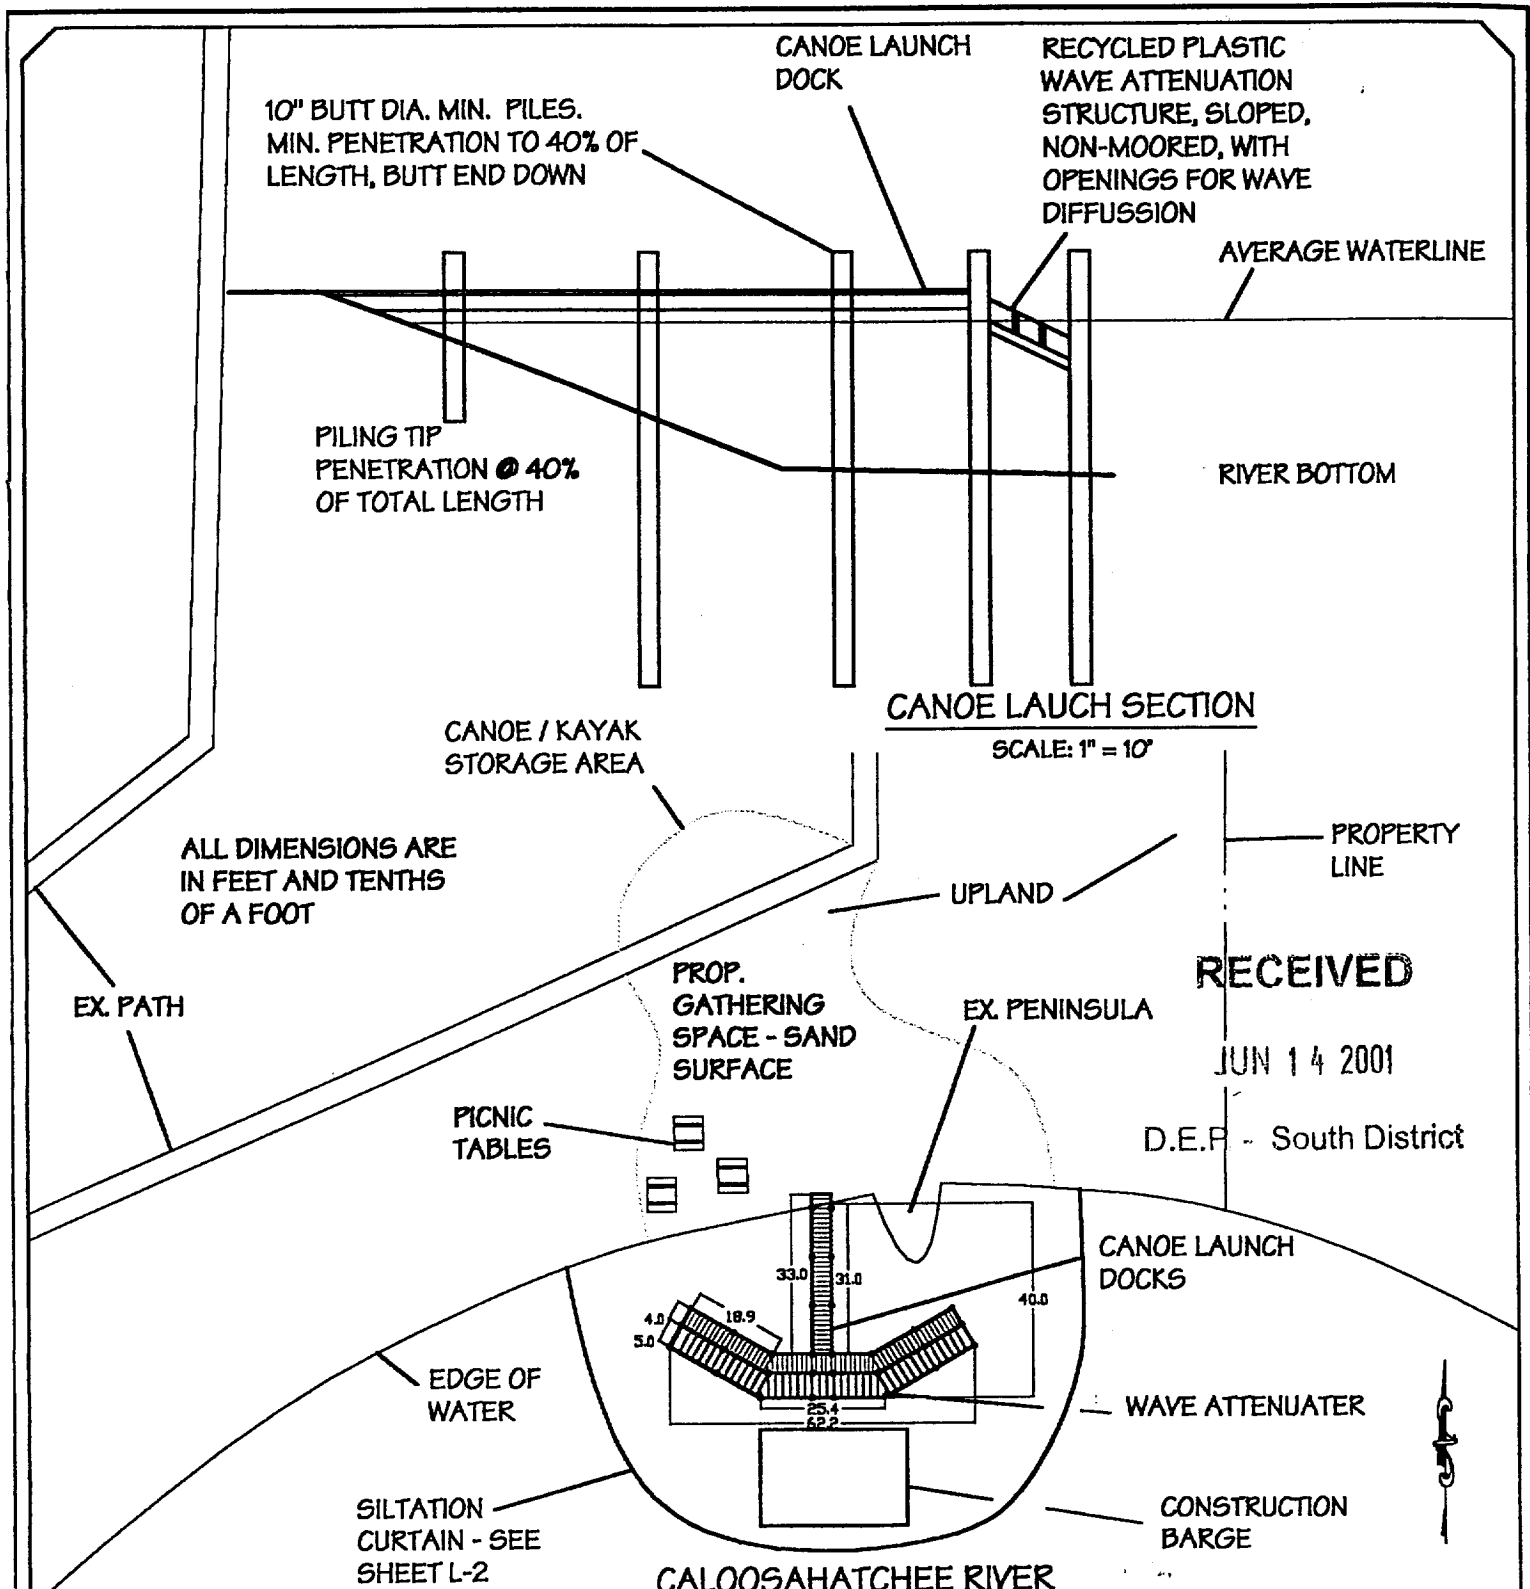 CANOE LAUNCH
DOCK
RECYCLED PLASTIC
WAVE ATTENUATION
STRUCTURE, SLOPED,
NON-MOORED, WITH
OPENINGS FOR WAVE
DIFFUSSION
10" BUTT DIA. MIN. PILES.
MIN. PENETRATION TO 40% OF
LENGTH, BUTT END DOWN
AVERAGE WATERLINE
PILING TIP
PENETRATION @ 40%
OF TOTAL LENGTH
RIVER BOTTOM
CANOE LAUCH SECTION
SCALE: 1" = 10'
CANOE / KAYAK
STORAGE AREA
ALL DIMENSIONS ARE
IN FEET AND TENTHS
OF A FOOT
PROPERTY
LINE
UPLAND
RECEIVED
JUN 14 2001
D.E.P - South District
EX. PATH
PROP.
GATHERING
SPACE - SAND
SURFACE
EX. PENINSULA
PICNIC
TABLES
CANOE LAUNCH
DOCKS
33.0
31.0
40.0
4.0
18.9
5.0
25.4
62.2
EDGE OF
WATER
WAVE ATTENUATER
SILTATION
CURTAIN - SEE
SHEET L-2
CONSTRUCTION
BARGE
CALOOSAHATCHEE RIVER